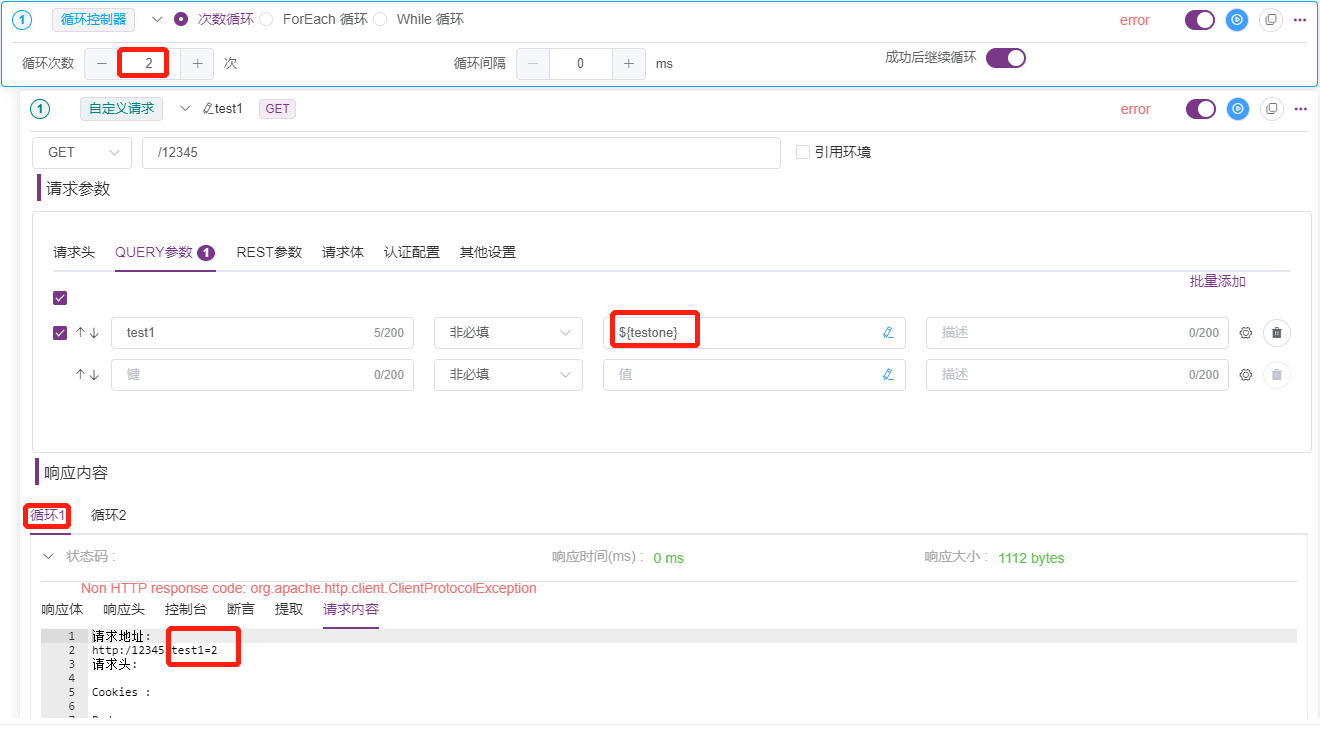 1 循环控制器 次数循环 ForEach 循环 While 循环 error
循环次数 − 2 + 次 循环间隔 − 0 + ms 成功后继续循环
1 自定义请求 test1 GET error
GET /12345 引用环境
请求参数
请求头 QUERY参数 1 REST参数 请求体 认证配置 其他设置
批量添加
test1 5/200 非必填 ${testone} 描述 0/200
键 0/200 非必填 值 描述 0/200
响应内容
循环1 循环2
状态码 : 响应时间(ms) : 0 ms 响应大小 : 1112 bytes
Non HTTP response code: org.apache.http.client.ClientProtocolException
响应体 响应头 控制台 断言 提取 请求内容
1 请求地址:
2 http:/12345 test1=2
3 请求头:
4
5 Cookies :
6